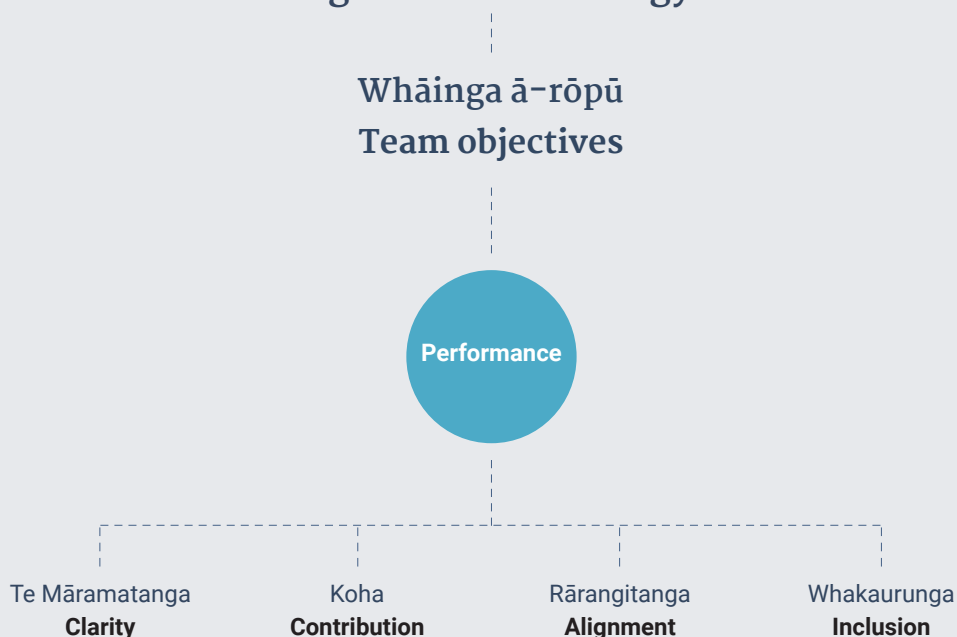 Whāinga ā-rōpū
Team objectives
Performance
Te Māramatanga
Clarity
Koha
Contribution
Rārangitanga
Alignment
Whakaurunga
Inclusion